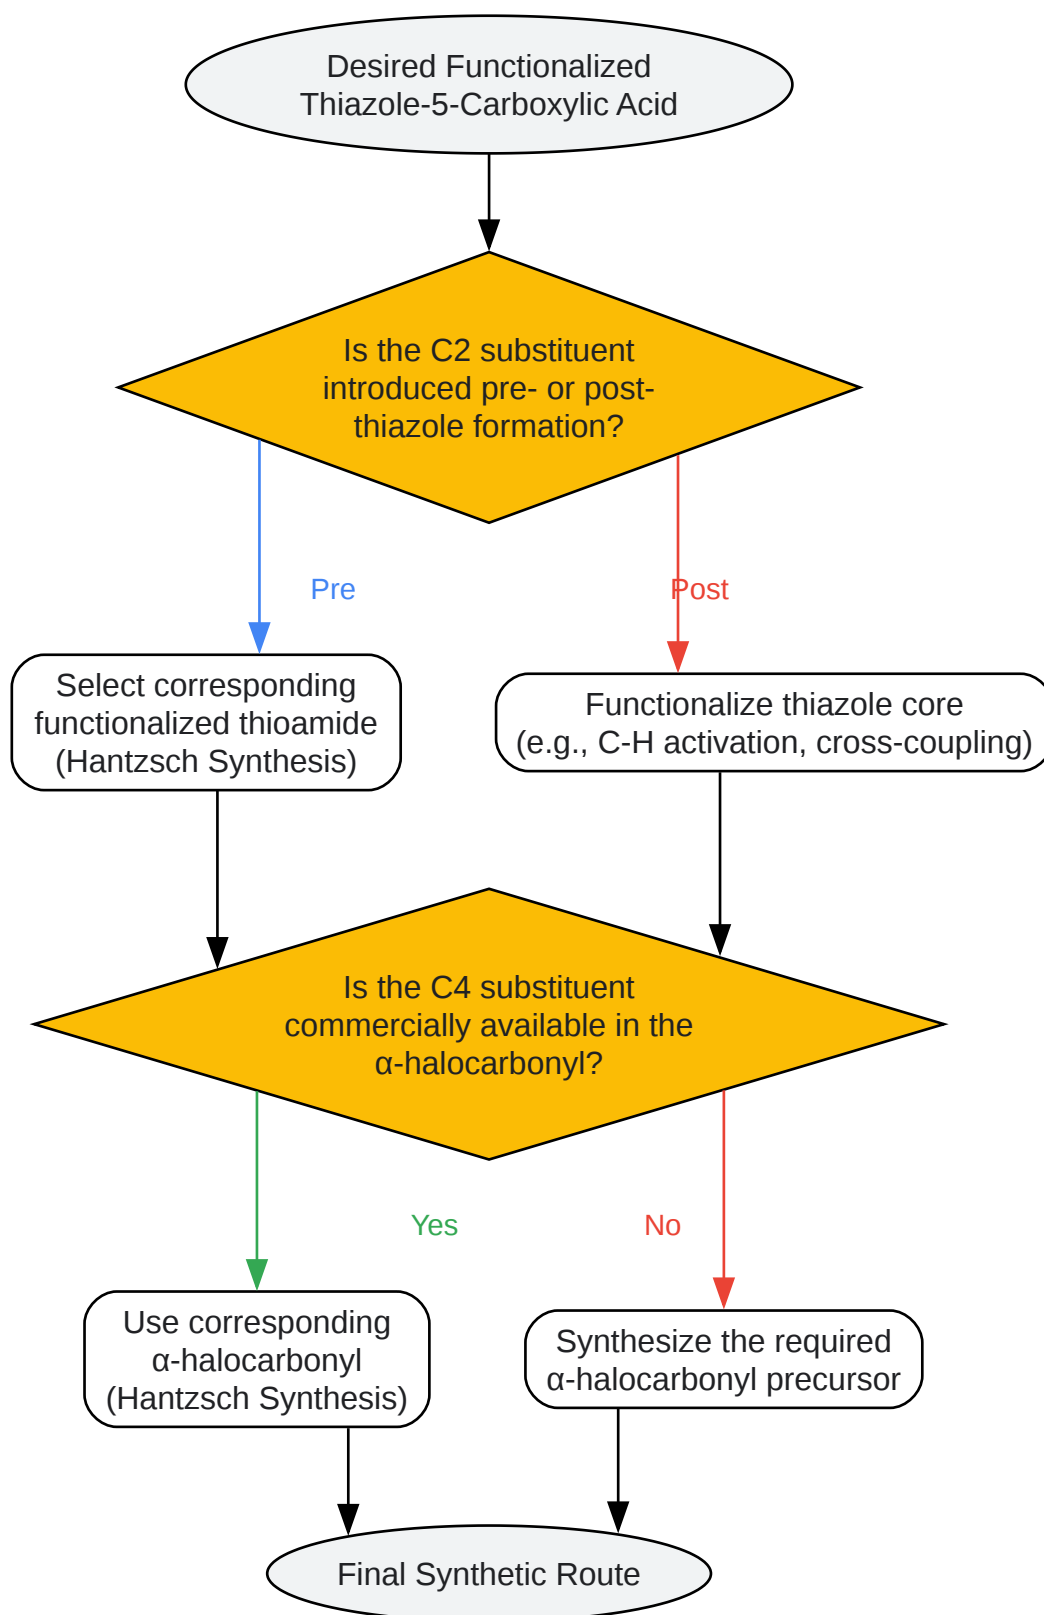 Desired Functionalized
Thiazole-5-Carboxylic Acid
Is the C2 substituent
introduced pre- or post-
thiazole formation?
Pre
Post
Select corresponding
functionalized thioamide
(Hantzsch Synthesis)
Functionalize thiazole core
(e.g., C-H activation, cross-coupling)
Is the C4 substituent
commercially available in the
α-halocarbonyl?
Yes
No
Use corresponding
α-halocarbonyl
(Hantzsch Synthesis)
Synthesize the required
α-halocarbonyl precursor
Final Synthetic Route